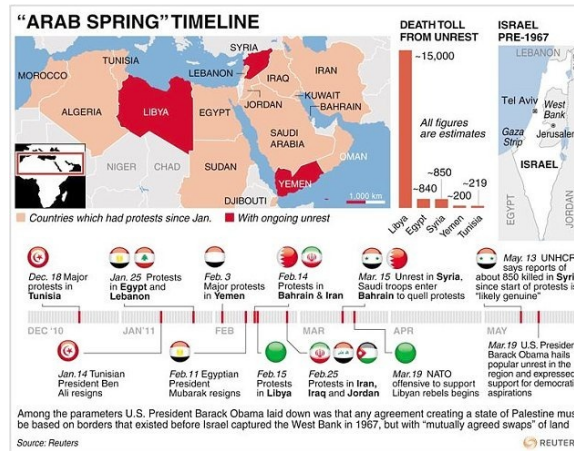 "ARAB SPRING" TIMELINE
MOROCCO
TUNISIA
SYRIA
LEBANON
IRAQ
IRAN
ALGERIA
LIBYA
EGYPT
JORDAN
KUWAIT
BAHRAIN
SAUDI
ARABIA
OMAN
NIGER
CHAD
SUDAN
YEMEN
DJIBOUTI
1,000 km
Countries which had protests since Jan.
With ongoing unrest
DEATH TOLL
FROM UNREST
~15,000
All figures
are estimates
~840
~850
~200
~219
Libya
Egypt
Syria
Yemen
Tunisia
ISRAEL
PRE-1967
LEBANON
Tel Aviv
West
Bank
Jerusalem
Gaza
Strip
ISRAEL
EGYPT
JORDAN
Dec. 18 Major
protests in
Tunisia
Jan. 25 Protests
in Egypt and
Lebanon
Feb. 3
Major
protests
in Yemen
Feb.14
Protests in
Bahrain & Iran
Mar. 15 Unrest in Syria,
Saudi troops enter
Bahrain to quell protests
May. 13 UNHCR
says reports of
about 850 killed in Syria
since start of protests is
"likely genuine"
DEC '10
JAN'11
FEB
MAR
APR
MAY
Jan.14 Tunisian
President Ben
Ali resigns
Feb.11 Egyptian
President
Mubarak resigns
Feb.15
Protests
in Libya
Feb.25
Protests in Iran,
Iraq and Jordan
Mar.19 NATO
offensive to support
Libyan rebels begins
Mar.19 U.S. President
Barack Obama hails
popular unrest in the
region and expressed
support for democratic
aspirations
Among the parameters U.S. President Barack Obama laid down was that any agreement creating a state of Palestine mus
be based on borders that existed before Israel captured the West Bank in 1967, but with "mutually agreed swaps" of land
Source: Reuters
REUTER